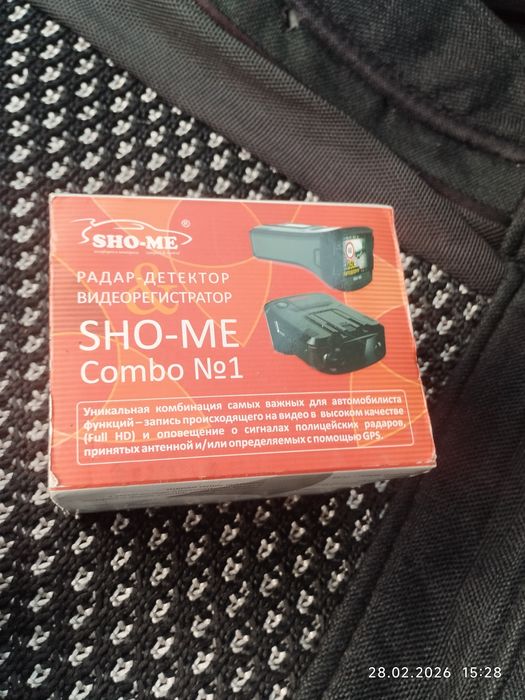 SHO-ME ®
РАДАР-ДЕТЕКТОР
ВИДЕОРЕГИСТРАТОР
&
SHO-ME
Combo №1
Уникальная комбинация самых важных для автомобилиста
функций – запись происходящего на видео в высоком качестве
(Full HD) и оповещение о сигналах полицейских радаров,
принятых антенной и/или определяемых с помощью GPS.
28.02.2026 15:28